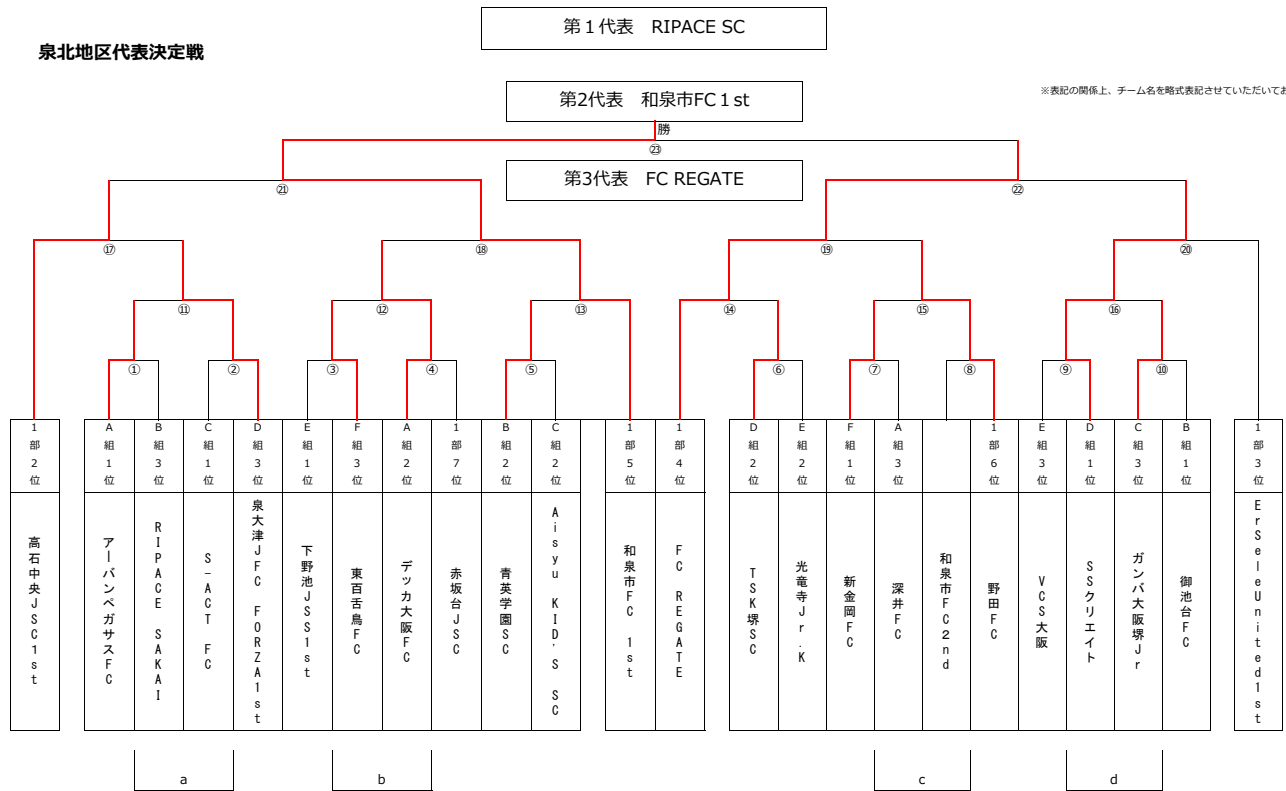 第１代表 RIPACE SC
泉北地区代表決定戦
第2代表 和泉市FC１st
※表記の関係上、チーム名を略式表記させていただいてお
勝
㉓
第3代表 FC REGATE
㉑
㉒
⑰
⑱
⑲
⑳
⑪
⑫
⑬
⑭
⑮
⑯
①
②
③
④
⑤
⑥
⑦
⑧
⑨
⑩
1部2位
A組1位
B組3位
C組1位
D組3位
E組1位
F組3位
A組2位
1部7位
B組2位
C組2位
1部5位
1部4位
D組2位
E組2位
F組1位
A組3位
1部6位
E組3位
D組1位
C組3位
B組1位
1部3位
高石中央JSC1st
アーバンペガサスFC
RIPACE SAKAI
S-ACT FC
泉大津JFC FORZA1st
下野池JSS1st
東百舌鳥FC
デッカ大阪FC
赤坂台JSC
青英学園SC
Aisyu KID'S SC
和泉市FC 1st
FC REGATE
TSK堺SC
光竜寺Jr.K
新金岡FC
深井FC
和泉市FC2nd
野田FC
VCS大阪
SSクリエイト
ガンバ大阪堺Jr
御池台FC
ErSeleUnited1st
a
b
c
d